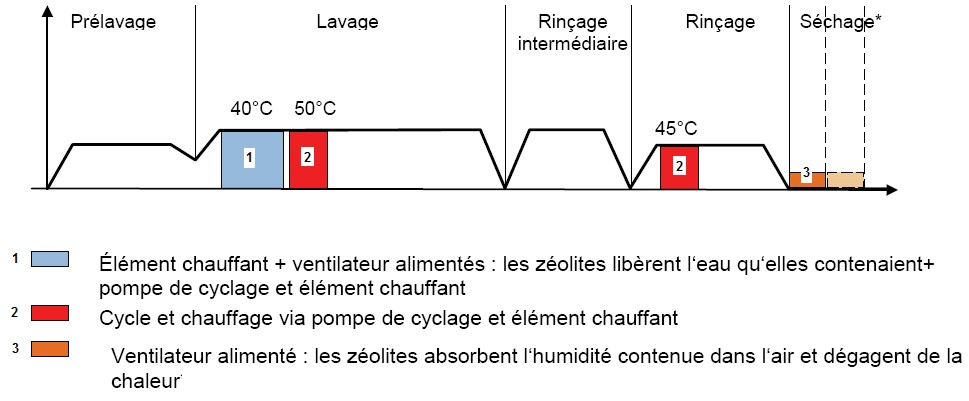 Prélavage
Lavage
Rinçage
intermédiaire
Rinçage
Séchage*
40°C
50°C
45°C
1
2
2
3
1 Élément chauffant + ventilateur alimentés : les zéolites libèrent l‘eau qu‘elles contenaient+
pompe de cyclage et élément chauffant
2 Cycle et chauffage via pompe de cyclage et élément chauffant
3 Ventilateur alimenté : les zéolites absorbent l‘humidité contenue dans l‘air et dégagent de la
chaleur